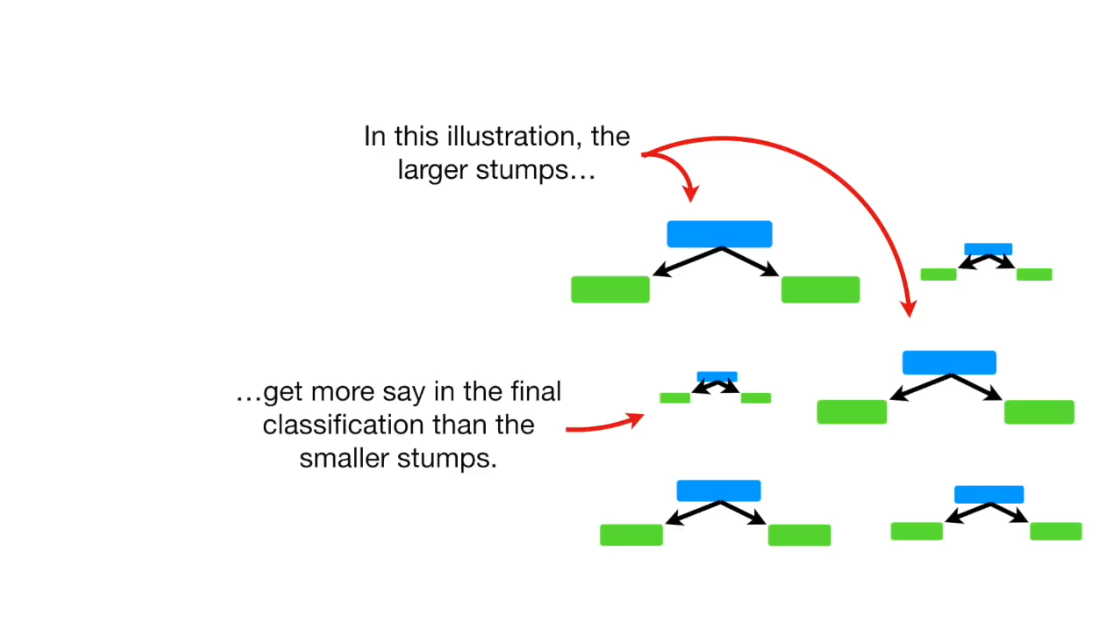 In this illustration, the
larger stumps…
…get more say in the final
classification than the
smaller stumps.